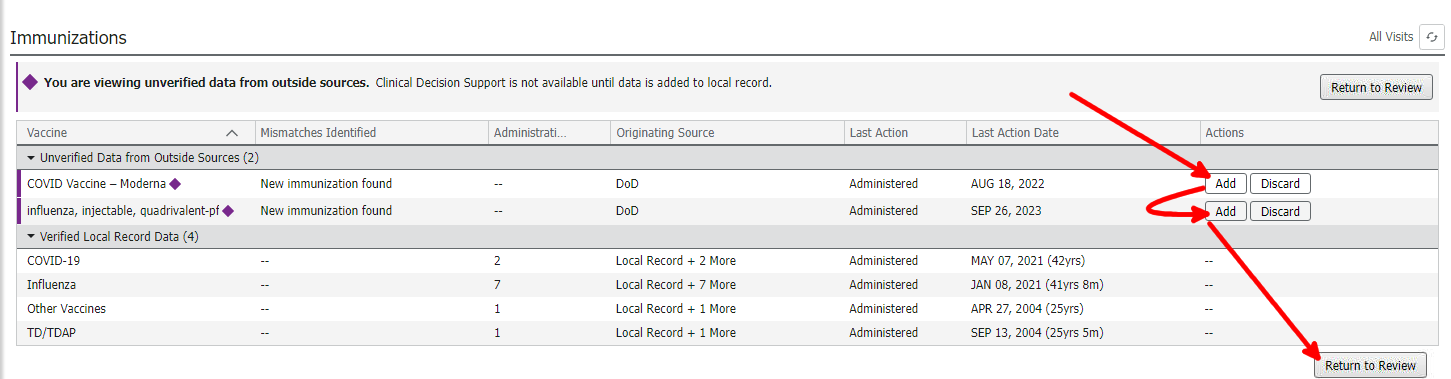 Immunizations
All Visits
You are viewing unverified data from outside sources. Clinical Decision Support is not available until data is added to local record.
Return to Review
Vaccine Mismatches Identified Administrati... Originating Source Last Action Last Action Date Actions
Unverified Data from Outside Sources (2)
COVID Vaccine – Moderna New immunization found -- DoD Administered AUG 18, 2022 Add Discard
influenza, injectable, quadrivalent-pf New immunization found -- DoD Administered SEP 26, 2023 Add Discard
Verified Local Record Data (4)
COVID-19 -- 2 Local Record + 2 More Administered MAY 07, 2021 (42yrs) --
Influenza -- 7 Local Record + 7 More Administered JAN 08, 2021 (41yrs 8m) --
Other Vaccines -- 1 Local Record + 1 More Administered APR 27, 2004 (25yrs) --
TD/TDAP -- 1 Local Record + 1 More Administered SEP 13, 2004 (25yrs 5m) --
Return to Review